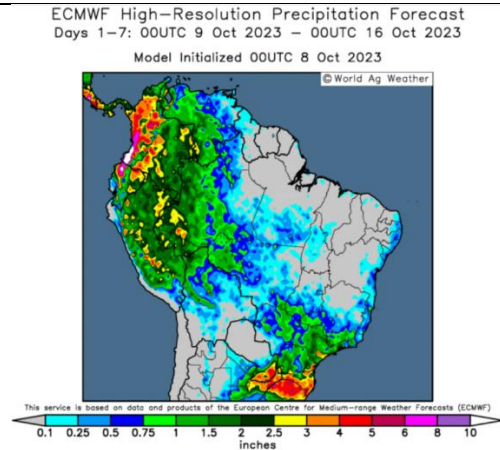 ECMWF High-Resolution Precipitation Forecast
Days 1-7: 00UTC 9 Oct 2023 - 00UTC 16 Oct 2023
Model Initialized 00UTC 8 Oct 2023
© World Ag Weather
This service is based on data and products of the European Centre for Medium-range Weather Forecasts (ECMWF)
0.1 0.25 0.5 0.75 1 1.5 2 2.5 3 4 5 6 8 10
inches